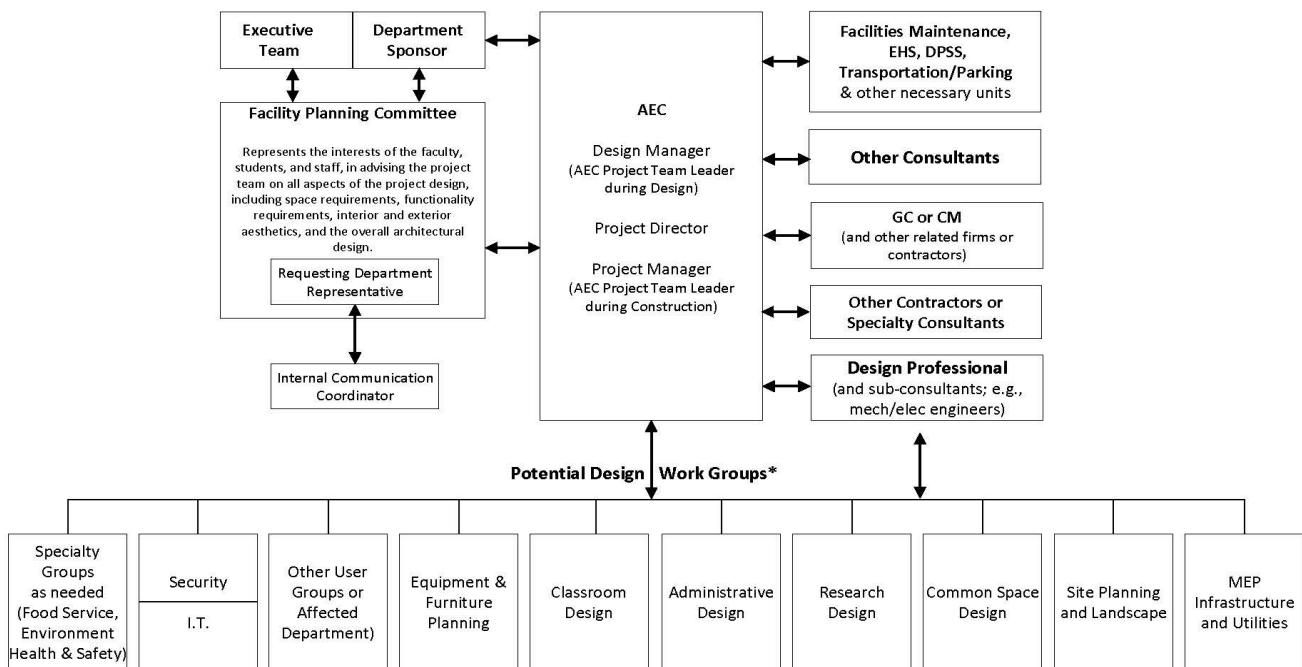 Executive
Team
Department
Sponsor
Facility Planning Committee
Represents the interests of the faculty,
students, and staff, in advising the project
team on all aspects of the project design,
including space requirements, functionality
requirements, interior and exterior
aesthetics, and the overall architectural
design.
Requesting Department
Representative
Internal Communication
Coordinator
AEC
Design Manager
(AEC Project Team Leader
during Design)
Project Director
Project Manager
(AEC Project Team Leader
during Construction)
Facilities Maintenance,
EHS, DPSS,
Transportation/Parking
& other necessary units
Other Consultants
GC or CM
(and other related firms or
contractors)
Other Contractors or
Specialty Consultants
Design Professional
(and sub-consultants; e.g.,
mech/elec engineers)
Potential Design Work Groups*
Specialty
Groups
as needed
(Food Service,
Environment
Health & Safety)
Security
I.T.
Other User
Groups or
Affected
Department)
Equipment &
Furniture
Planning
Classroom
Design
Administrative
Design
Research
Design
Common Space
Design
Site Planning
and Landscape
MEP
Infrastructure
and Utilities